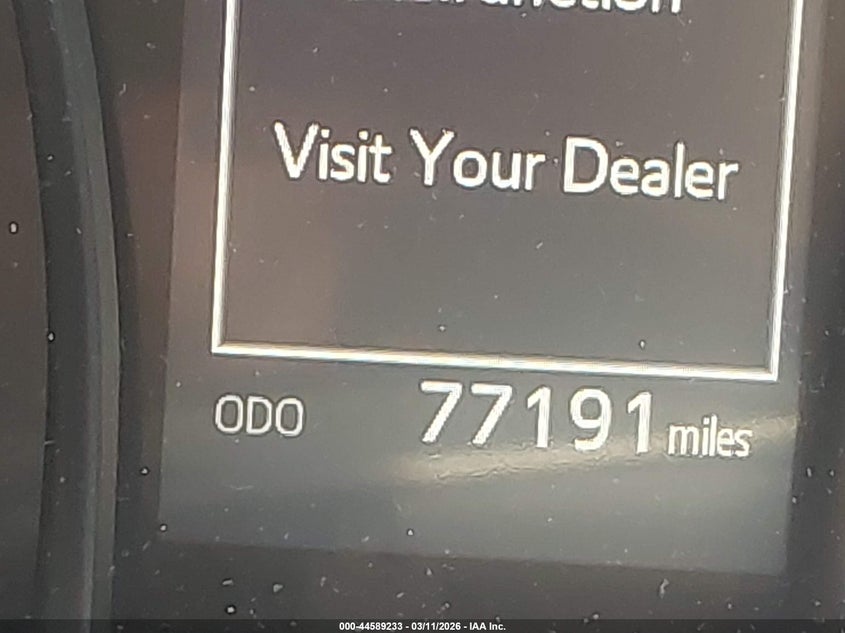 Visit Your Dealer
ODO 77191 miles
000-44589233 - 03/11/2026 - IAA Inc.